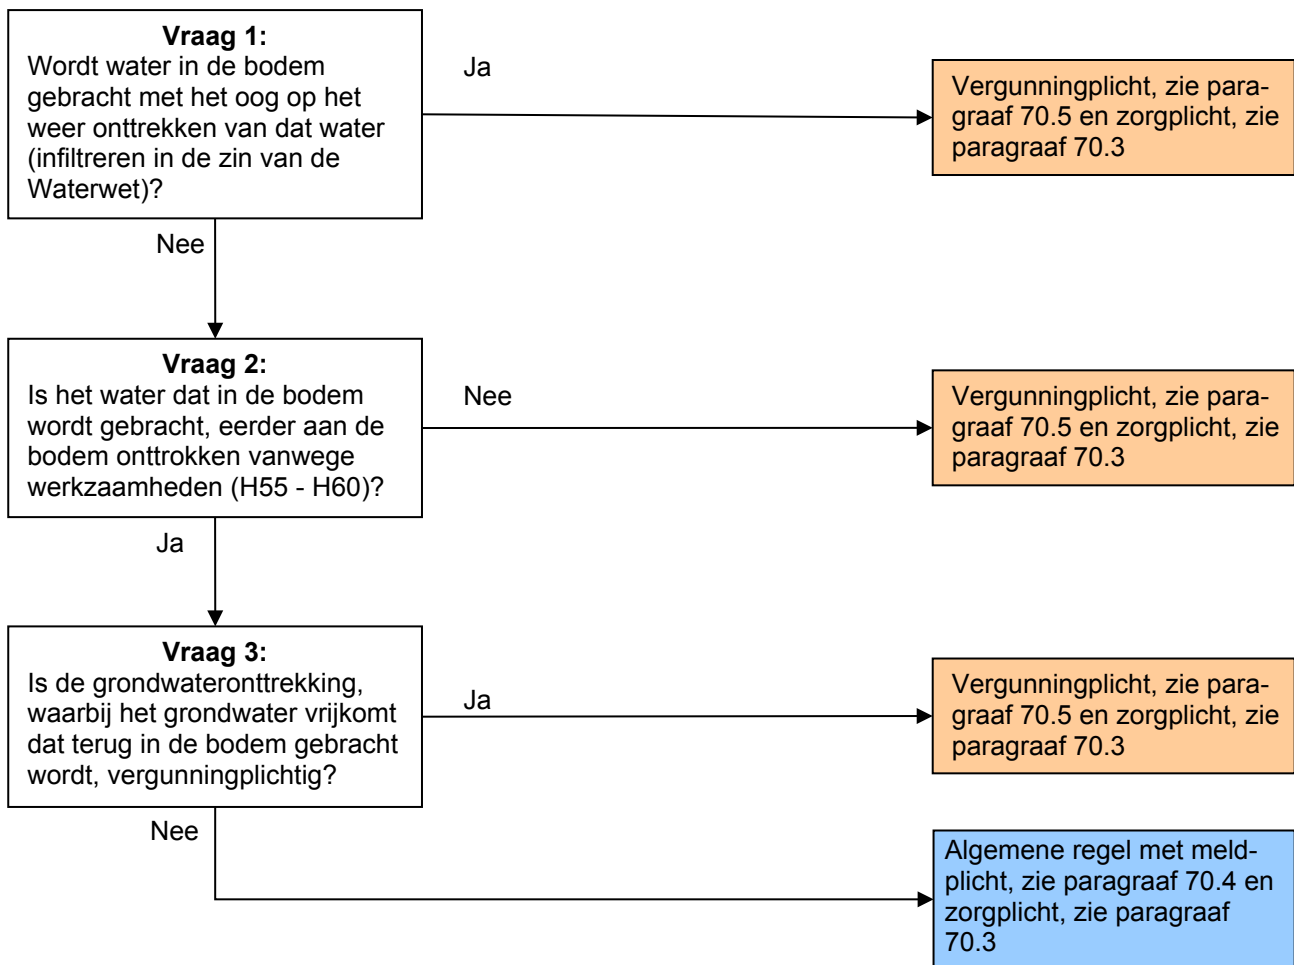 Vraag 1:
Wordt water in de bodem
gebracht met het oog op het
weer onttrekken van dat water
(infiltreren in de zin van de
Waterwet)?
Ja
Vergunningplicht, zie para-
graaf 70.5 en zorgplicht, zie
paragraaf 70.3
Nee
Vraag 2:
Is het water dat in de bodem
wordt gebracht, eerder aan de
bodem onttrokken vanwege
werkzaamheden (H55 - H60)?
Nee
Vergunningplicht, zie para-
graaf 70.5 en zorgplicht, zie
paragraaf 70.3
Ja
Vraag 3:
Is de grondwateronttrekking,
waarbij het grondwater vrijkomt
dat terug in de bodem gebracht
wordt, vergunningplichtig?
Ja
Vergunningplicht, zie para-
graaf 70.5 en zorgplicht, zie
paragraaf 70.3
Nee
Algemene regel met meld-
plicht, zie paragraaf 70.4 en
zorgplicht, zie paragraaf
70.3